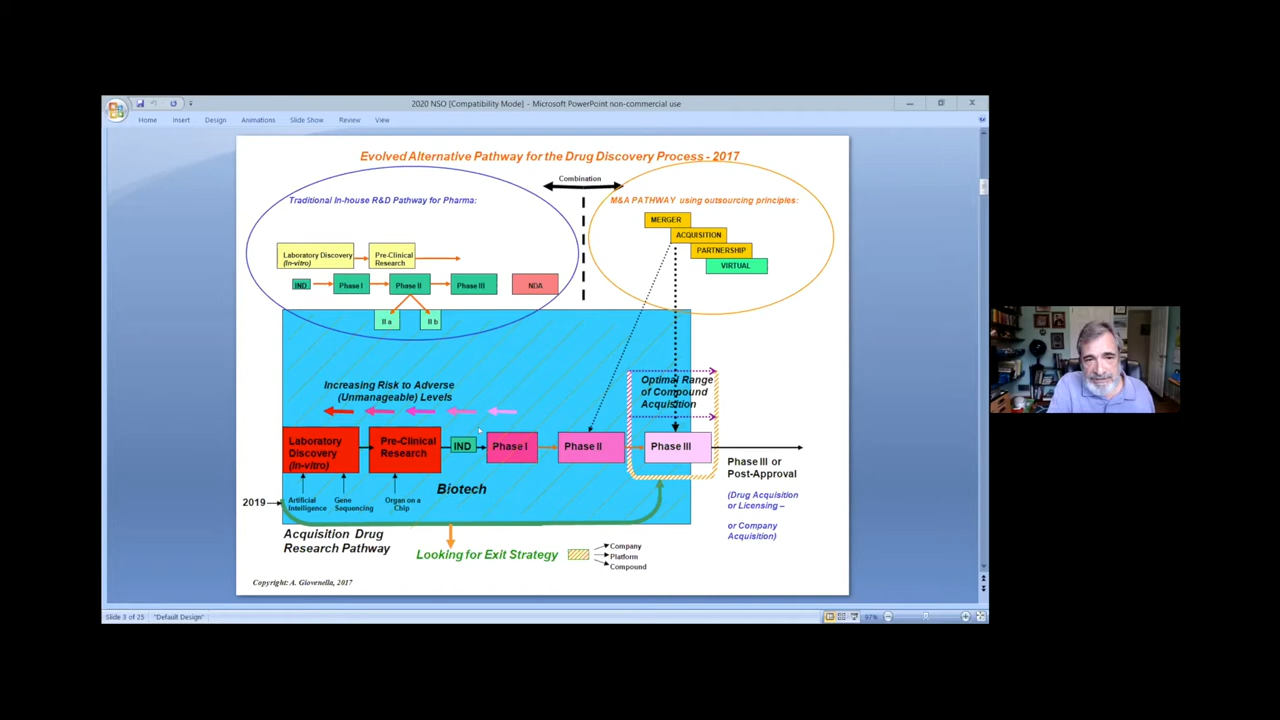 2020 NSO [Compatibility Mode] - Microsoft PowerPoint non-commercial use
Home Insert Design Animations Slide Show Review View
Evolved Alternative Pathway for the Drug Discovery Process - 2017
Combination
Traditional In-house R&D Pathway for Pharma:
M&A PATHWAY using outsourcing principles:
MERGER
ACQUISITION
PARTNERSHIP
VIRTUAL
Laboratory Discovery
(In-vitro)
Pre-Clinical
Research
IND
Phase I
Phase II
Phase III
NDA
II a
II b
Increasing Risk to Adverse
(Unmanageable) Levels
Optimal Range
of Compound
Acquisition
Laboratory
Discovery
(In-vitro)
Pre-Clinical
Research
IND
Phase I
Phase II
Phase III
Phase III or
Post-Approval
(Drug Acquisition
or Licensing –
or Company
Acquisition)
2019
Artificial
Intelligence
Gene
Sequencing
Organ on a
Chip
Biotech
Acquisition Drug
Research Pathway
Looking for Exit Strategy
Company
Platform
Compound
Copyright: A. Giovenella, 2017
Slide 3 of 25 "Default Design" 97%